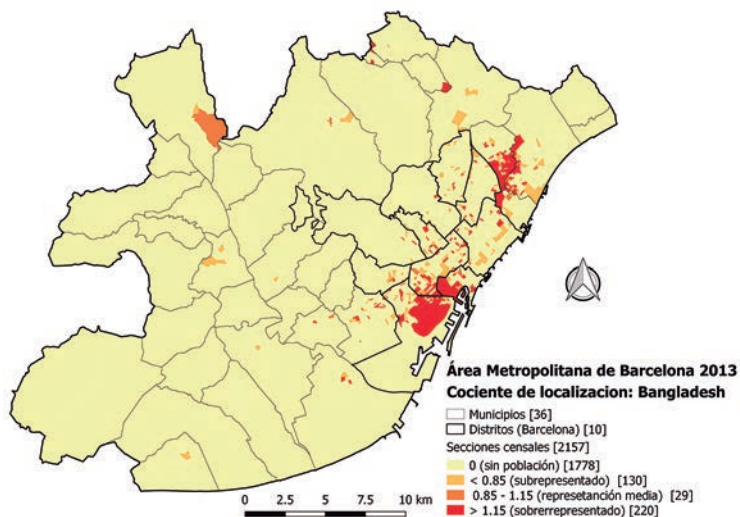 Área Metropolitana de Barcelona 2013
Cociente de localizacion: Bangladesh
Municipios [36]
Distritos (Barcelona) [10]
Secciones censales [2157]
0 (sin población) [1778]
< 0.85 (subrepresentado) [130]
0.85 - 1.15 (represetanción media) [29]
> 1.15 (sobrerrepresentado) [220]
0 2.5 5 7.5 10 km